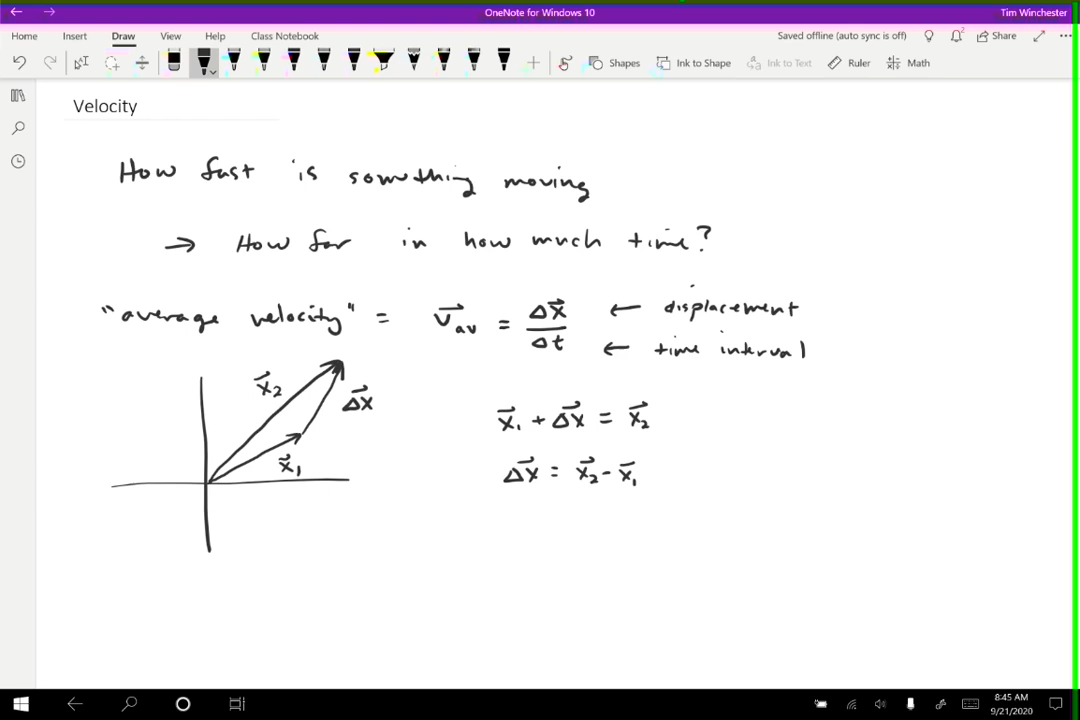 OneNote for Windows 10
Tim Winchester
Home Insert Draw View Help Class Notebook
Saved offline (auto sync is off) Share
Shapes Ink to Shape Ink to Text Ruler Math
Velocity
How fast is something moving
→ How far in how much time?
"average velocity" = v⃗av = Δx⃗ / Δt
← displacement
← time interval
x⃗₂
Δx⃗
x⃗₁
x⃗₁ + Δx⃗ = x⃗₂
Δx⃗ = x⃗₂ - x⃗₁
8:45 AM
9/21/2020